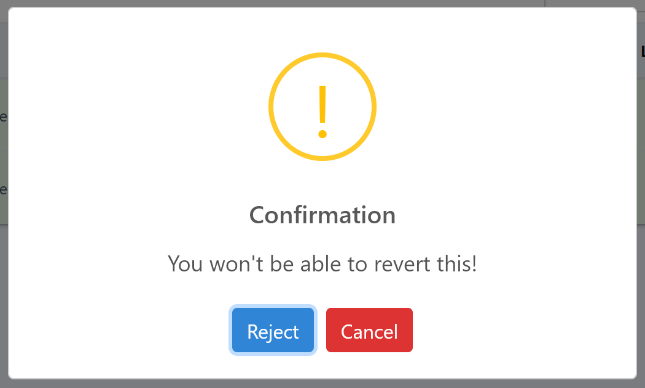 !
Confirmation
You won't be able to revert this!
Reject Cancel